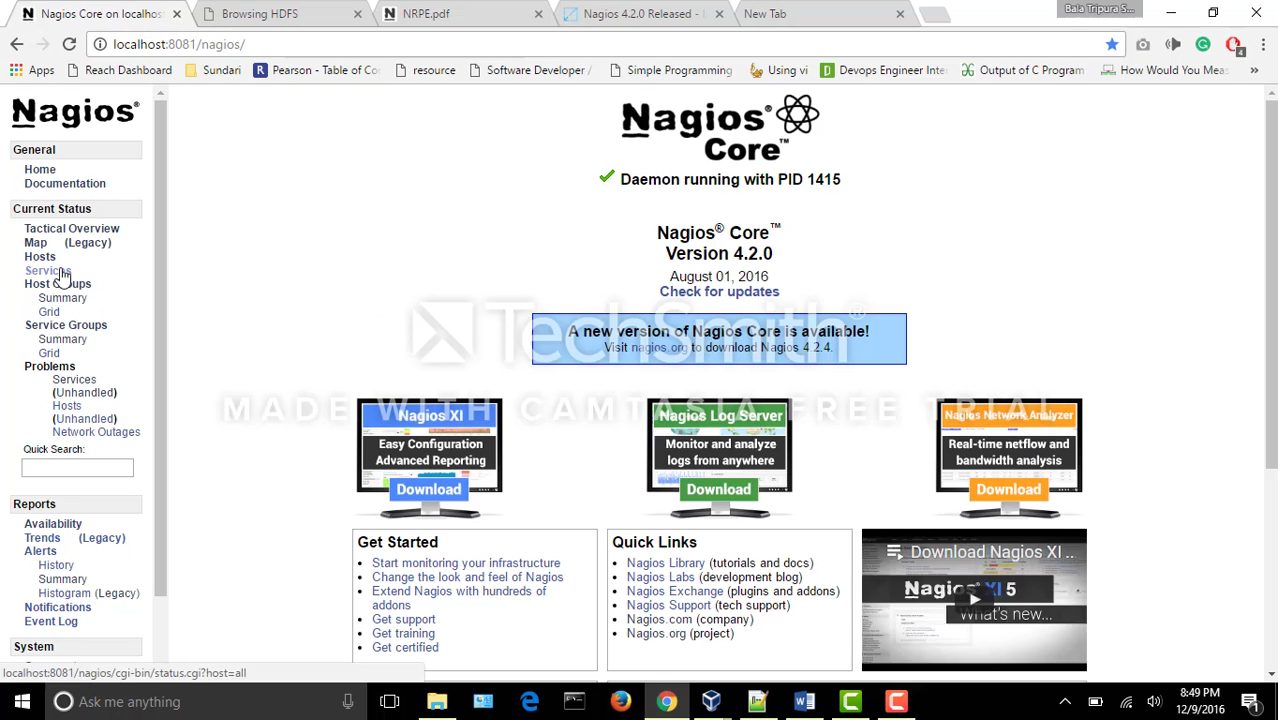 Nagios Core on localhos
Browsing HDFS
NRPE.pdf
Nagios 4.2.0 Released -
New Tab
Bala Tripura S...
localhost:8081/nagios/
4
Apps
Reach Dashboard
Sundari
Pearson - Table of Co
resource
Software Developer /
Simple Programming
Using vi
Devops Engineer Inte
Output of C Program
How Would You Meas
»
Nagios®
General
Home
Documentation
Current Status
Tactical Overview
Map (Legacy)
Hosts
Services
Host Groups
Summary
Grid
Service Groups
Summary
Grid
Problems
Services
(Unhandled)
Hosts
(Unhandled)
Network Outages
Quick Search:
Reports
Availability
Trends (Legacy)
Alerts
History
Summary
Histogram (Legacy)
Notifications
Event Log
System
Nagios®
Core™
Daemon running with PID 1415
Nagios® Core™
Version 4.2.0
August 01, 2016
Check for updates
A new version of Nagios Core is available!
Visit nagios.org to download Nagios 4.2.4.
TechSmith®
MADE WITH CAMTASIA FREE TRIAL
Nagios XI
Easy Configuration
Advanced Reporting
Download
Nagios Log Server
Monitor and analyze
logs from anywhere
Download
Nagios Network Analyzer
Real-time netflow and
bandwidth analysis
Download
Get Started
• Start monitoring your infrastructure
• Change the look and feel of Nagios
• Extend Nagios with hundreds of
addons
• Get support
• Get training
• Get certified
Quick Links
• Nagios Library (tutorials and docs)
• Nagios Labs (development blog)
• Nagios Exchange (plugins and addons)
• Nagios Support (tech support)
• Nagios.com (company)
• Nagios.org (project)
Download Nagios XI ...
Nagios® XI 5
What's new...
localhost:8081/nagios/cgi-bin/status.cgi?host=all
Ask me anything
8:49 PM
12/9/2016
1